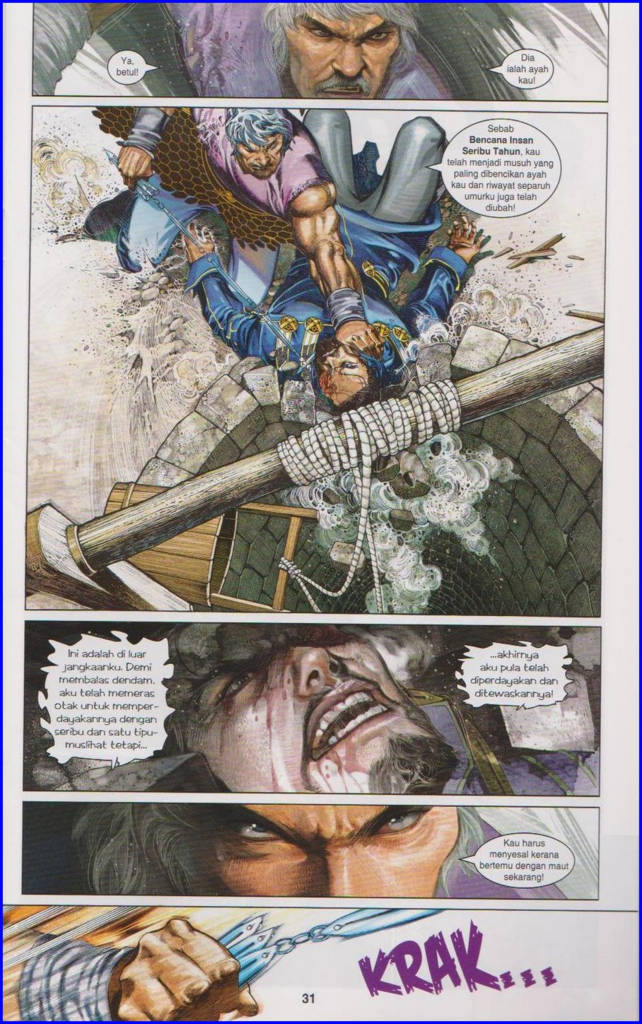 Ya,
betul!
Dia
ialah ayah
kau!
Sebab
Bencana Insan
Seribu Tahun, kau
telah menjadi musuh yang
paling dibencikan ayah
kau dan riwayat separuh
umurku juga telah
diubah!
Ini adalah di luar
jangkaanku. Demi
membalas dendam,
aku telah memeras
otak untuk memper-
dayakannya dengan
seribu dan satu tipu-
muslihat tetapi...
...akhirnya
aku pula telah
diperdayakan dan
ditewaskannya!
Kau harus
menyesal kerana
bertemu dengan maut
sekarang!
KRAK...
31